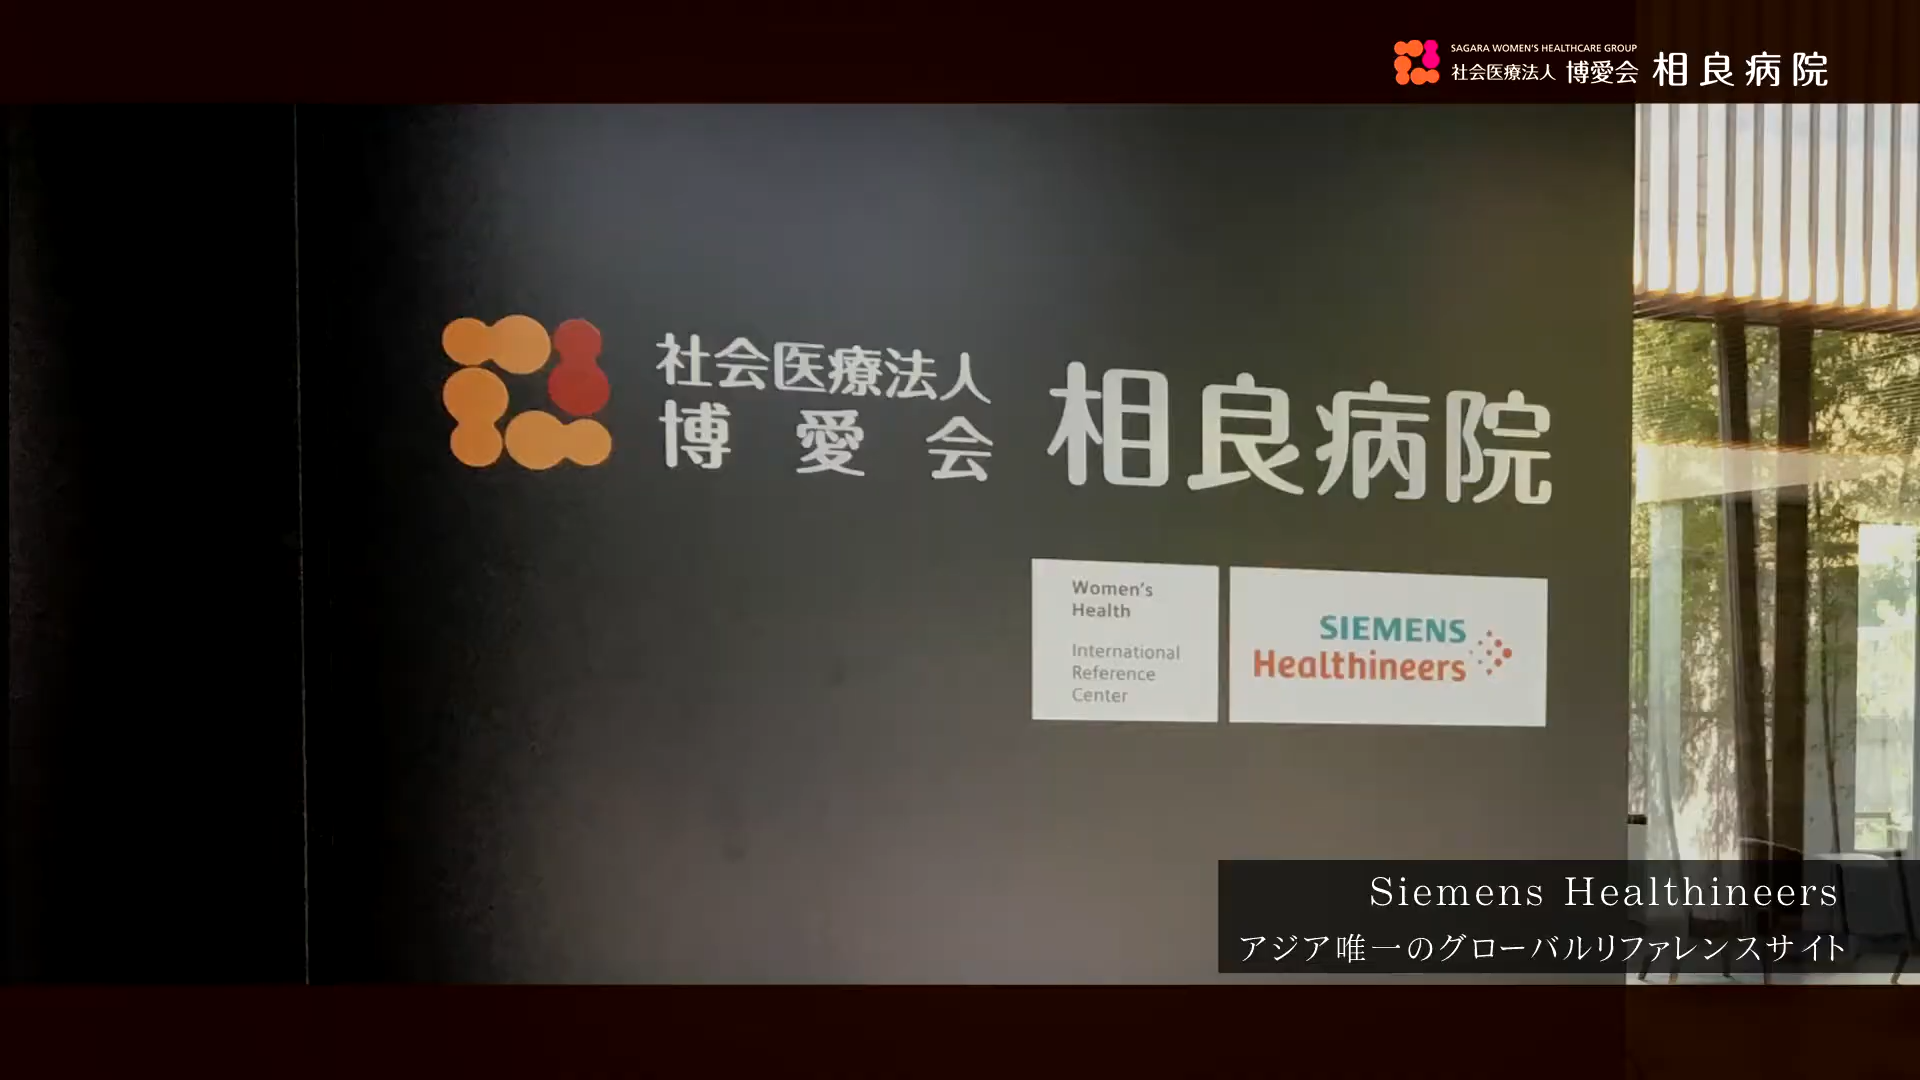 SAGARA WOMEN'S HEALTHCARE GROUP
社会医療法人 博愛会 相良病院
社会医療法人
博愛会 相良病院
Women's
Health
International
Reference
Center
SIEMENS
Healthineers
Siemens Healthineers
アジア唯一のグローバルリファレンスサイト